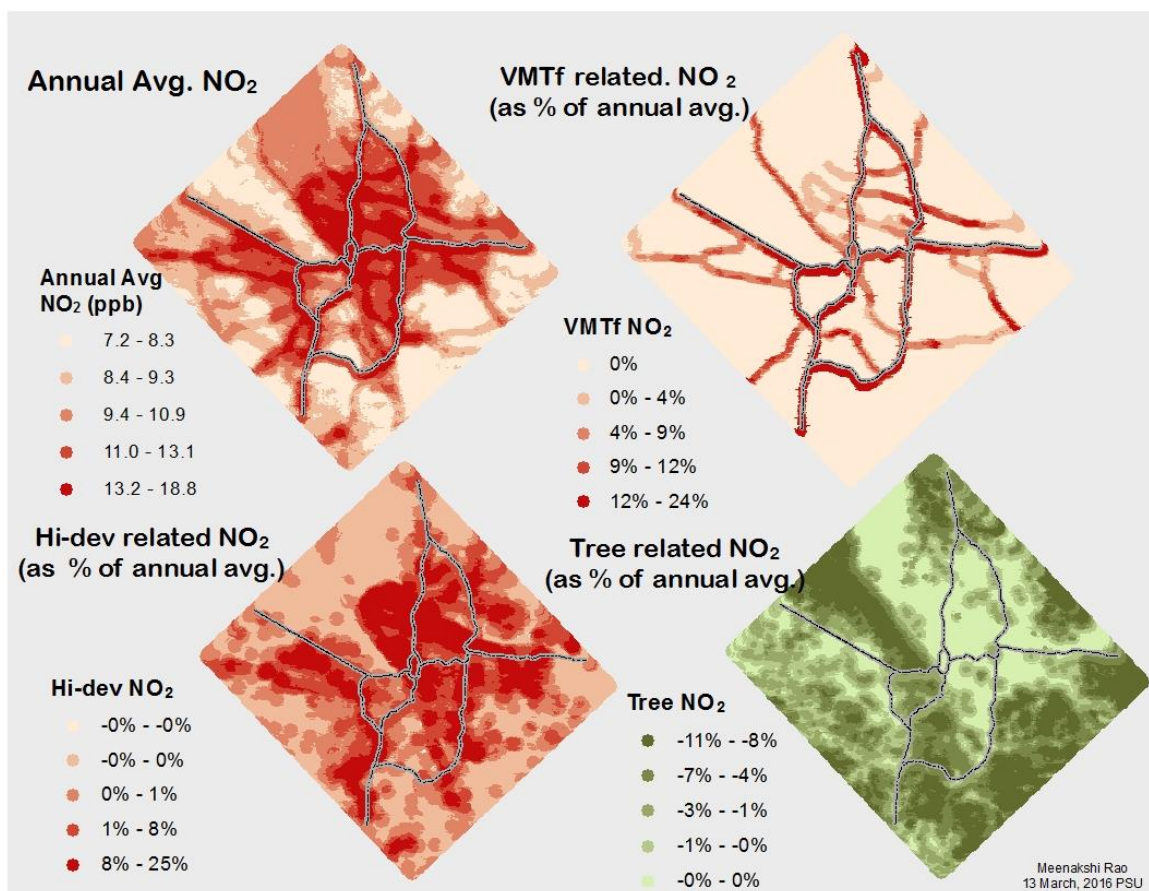 Annual Avg. NO2
Annual Avg
NO2 (ppb)
7.2 - 8.3
8.4 - 9.3
9.4 - 10.9
11.0 - 13.1
13.2 - 18.8
VMTf related. NO 2
(as % of annual avg.)
VMTf NO2
0%
0% - 4%
4% - 9%
9% - 12%
12% - 24%
Hi-dev related NO2
(as % of annual avg.)
Hi-dev NO2
-0% - -0%
-0% - 0%
0% - 1%
1% - 8%
8% - 25%
Tree related NO2
(as % of annual avg.)
Tree NO2
-11% - -8%
-7% - -4%
-3% - -1%
-1% - -0%
-0% - 0%
Meenakshi Rao
13 March, 2016 PSU